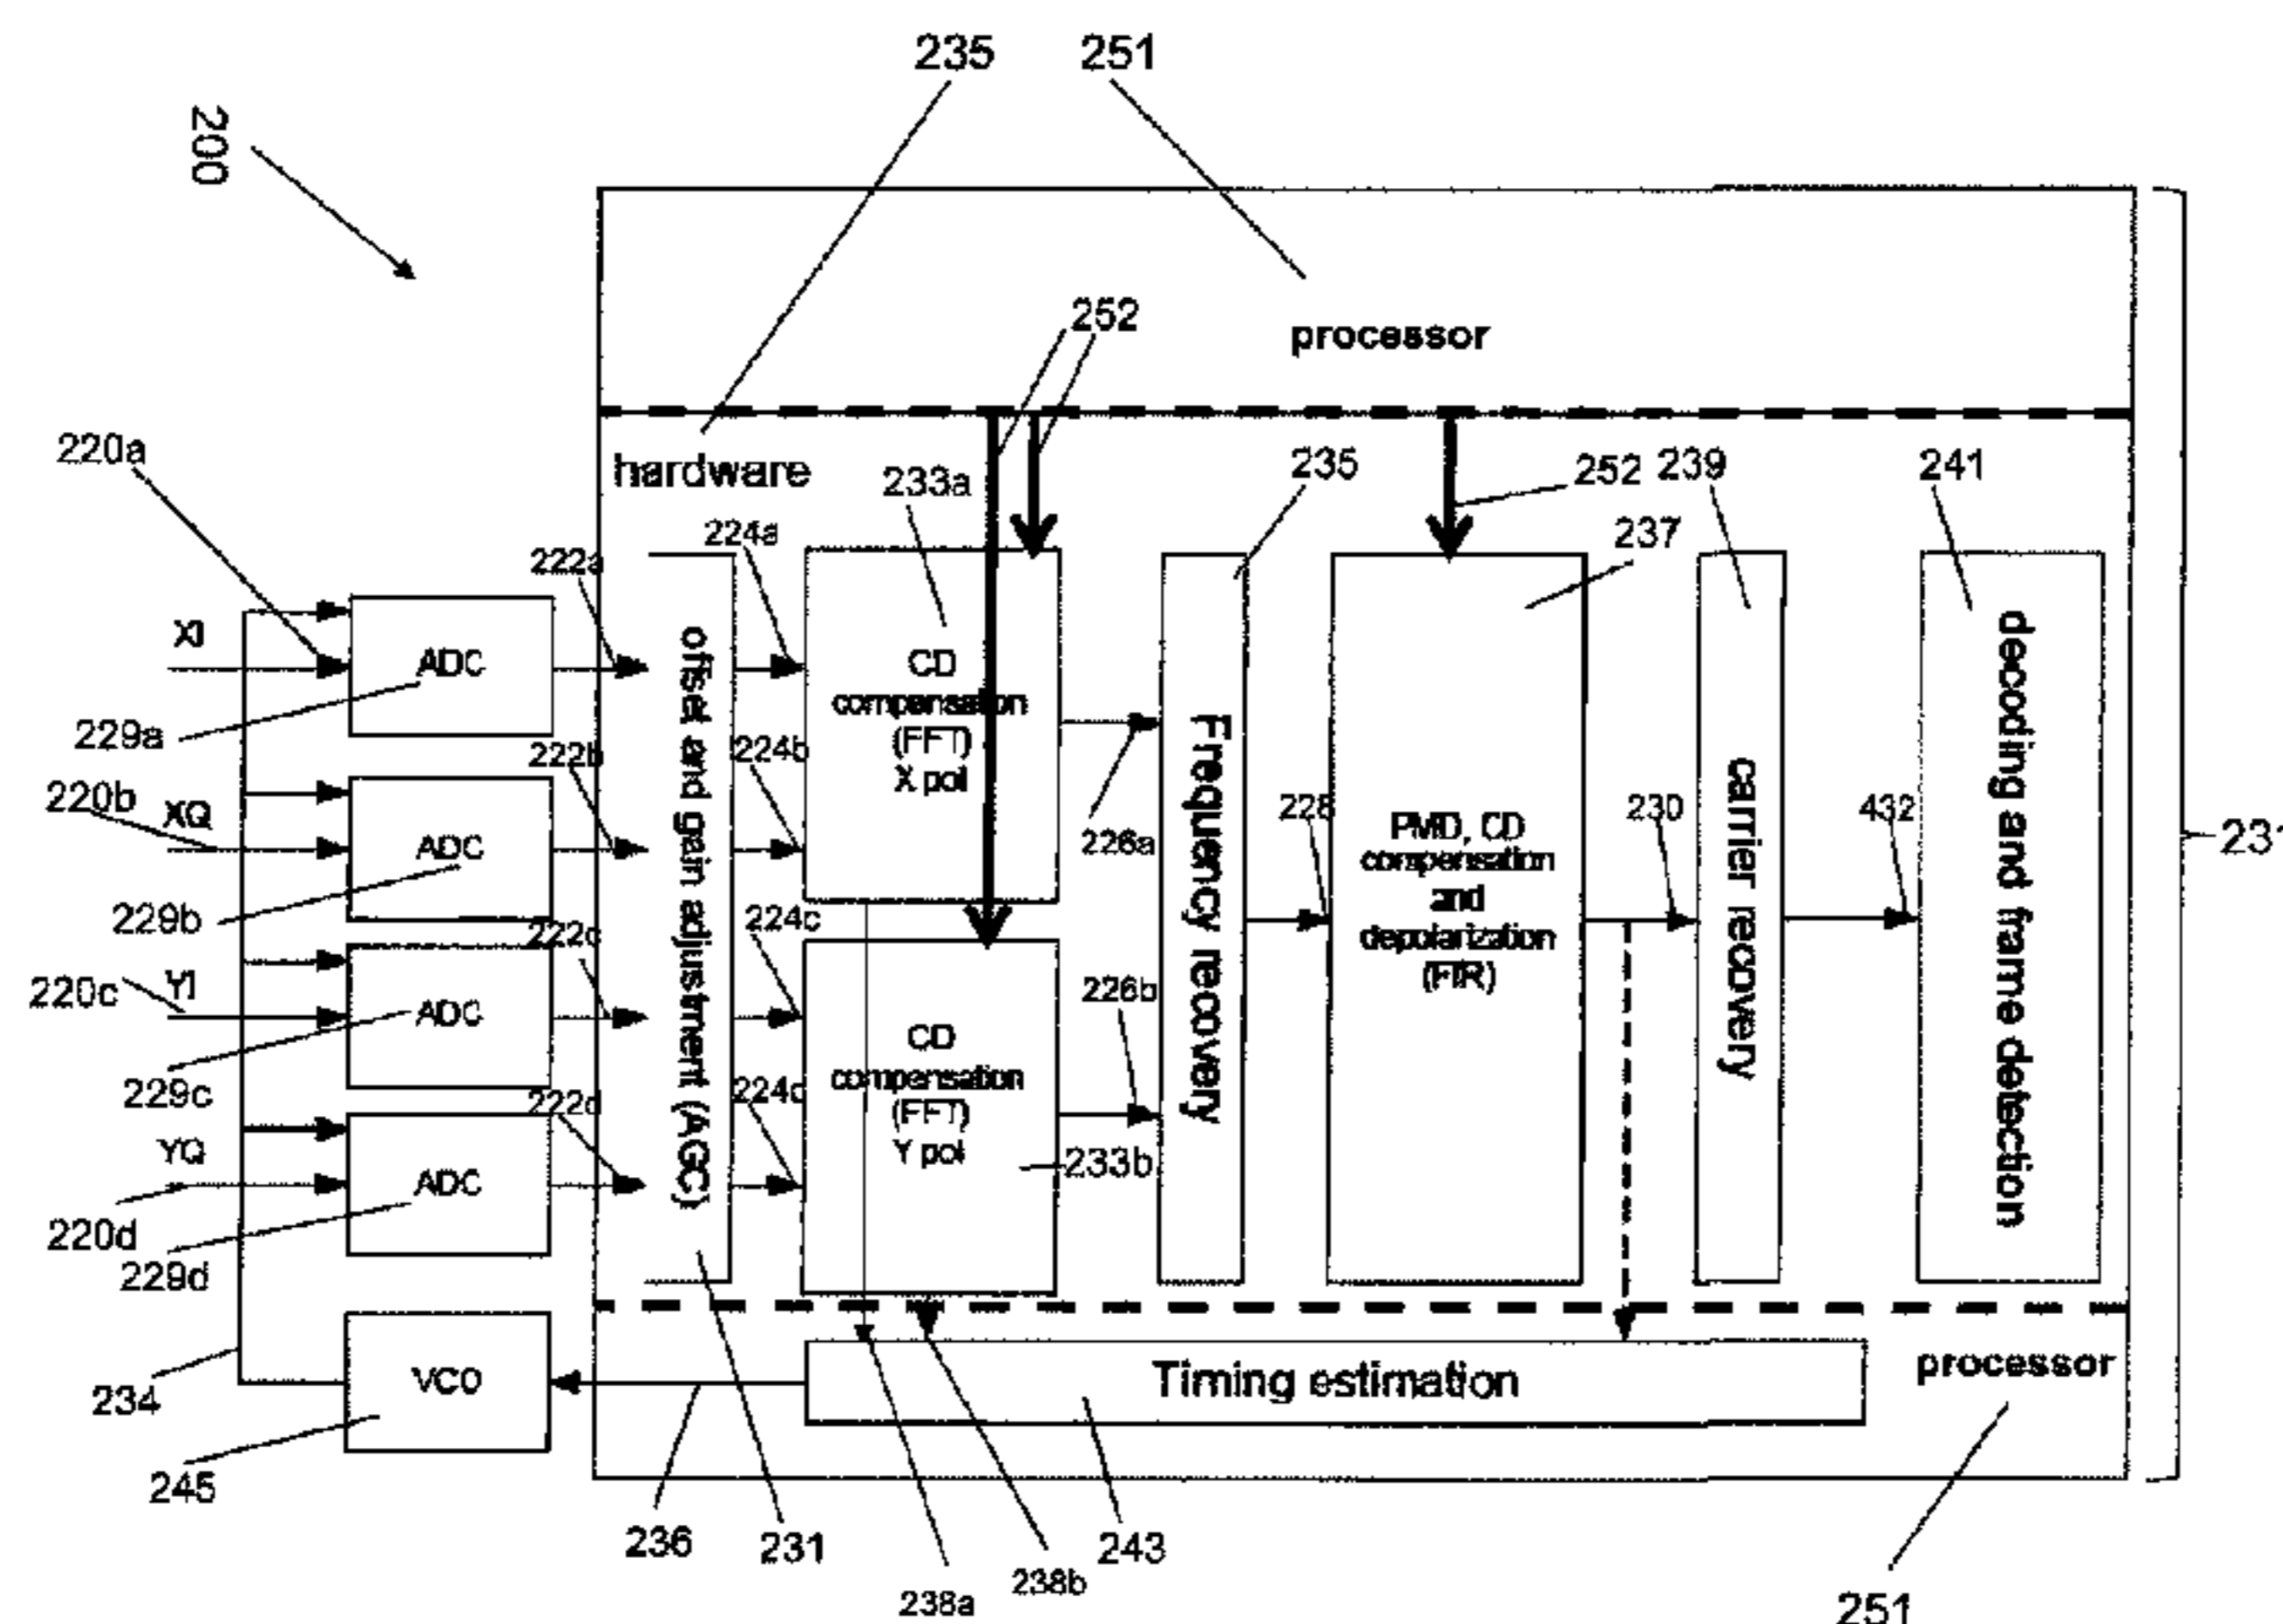 235
251
200
processor
252
hardware
220a
233a
235
252
239
241
224a
222a
237
XI
ADC
229a
offset and gain adjustment (AGC)
CD
compensation
(FFT)
X pol
222b
224b
226a
Frequency recovery
228
PMD, CD
compensation
and
depolarization
(FIR)
230
carrier recovery
432
decoding and frame detection
220b
XQ
ADC
229b
222c
224c
220c
YI
ADC
229c
226b
CD
compensation
(FFT)
Y pol
233b
222d
YQ
ADC
220d
229d
234
VCO
245
Timing estimation
processor
236
231
238a
238b
243
251